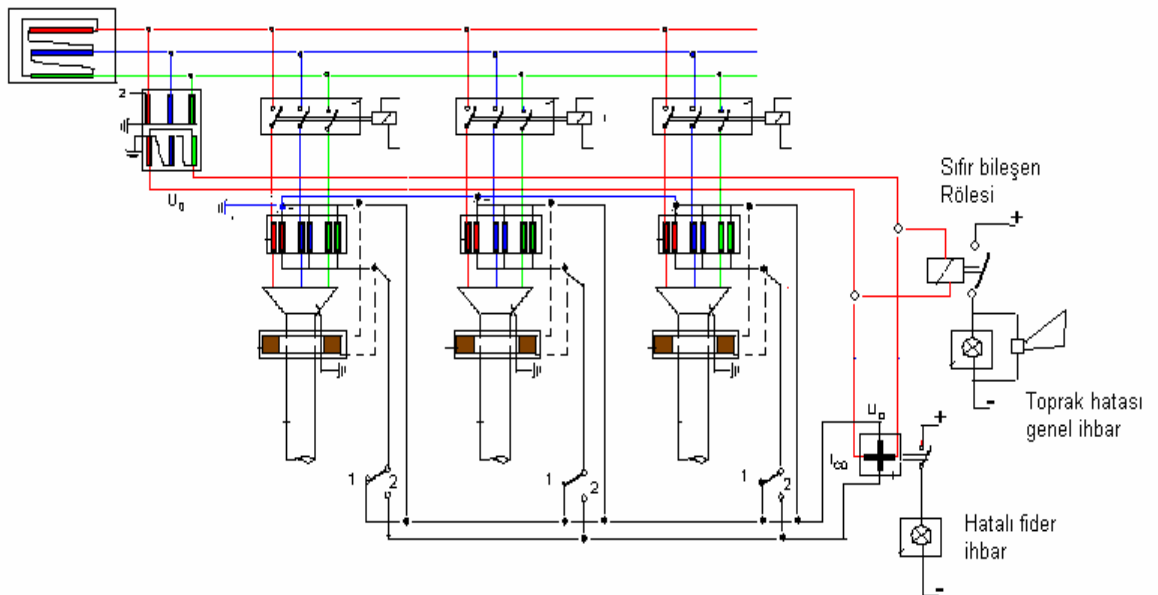 2
U₀
Sıfır bileşen
Rölesi
+
-
Toprak hatası
genel ihbar
U₀
+
I
1
2
1
2
1
2
Hatalı fider
ihbar
-